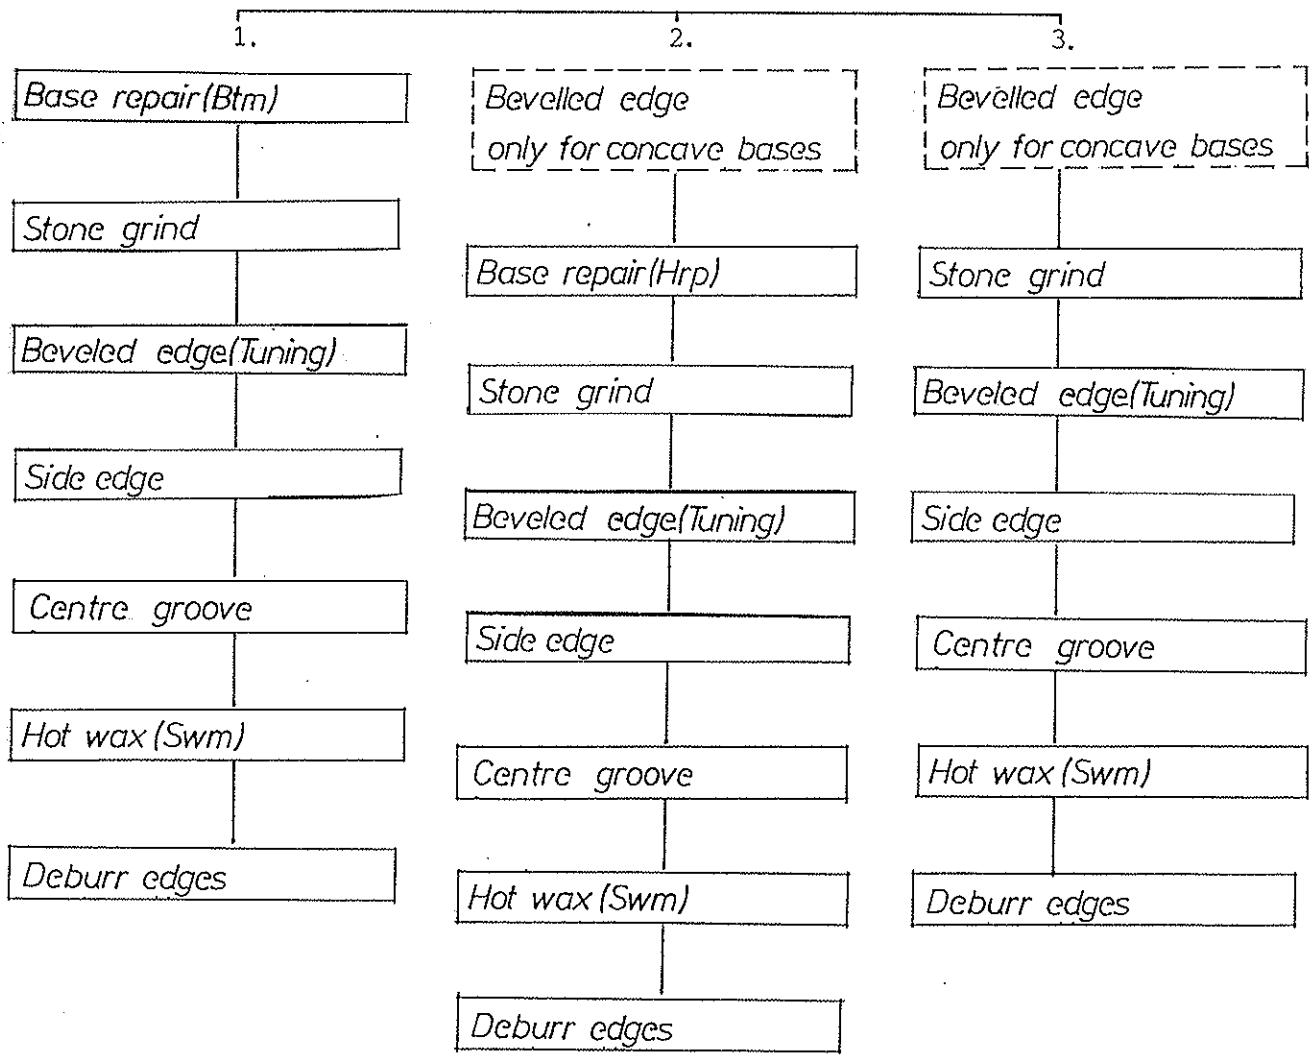 1.
Base repair(Btm)
Stone grind
Beveled edge(Tuning)
Side edge
Centre groove
Hot wax(Swm)
Deburr edges
2.
Bevelled edge
only for concave bases
Base repair(Hrp)
Stone grind
Beveled edge(Tuning)
Side edge
Centre groove
Hot wax(Swm)
Deburr edges
3.
Bevelled edge
only for concave bases
Stone grind
Beveled edge(Tuning)
Side edge
Centre groove
Hot wax(Swm)
Deburr edges